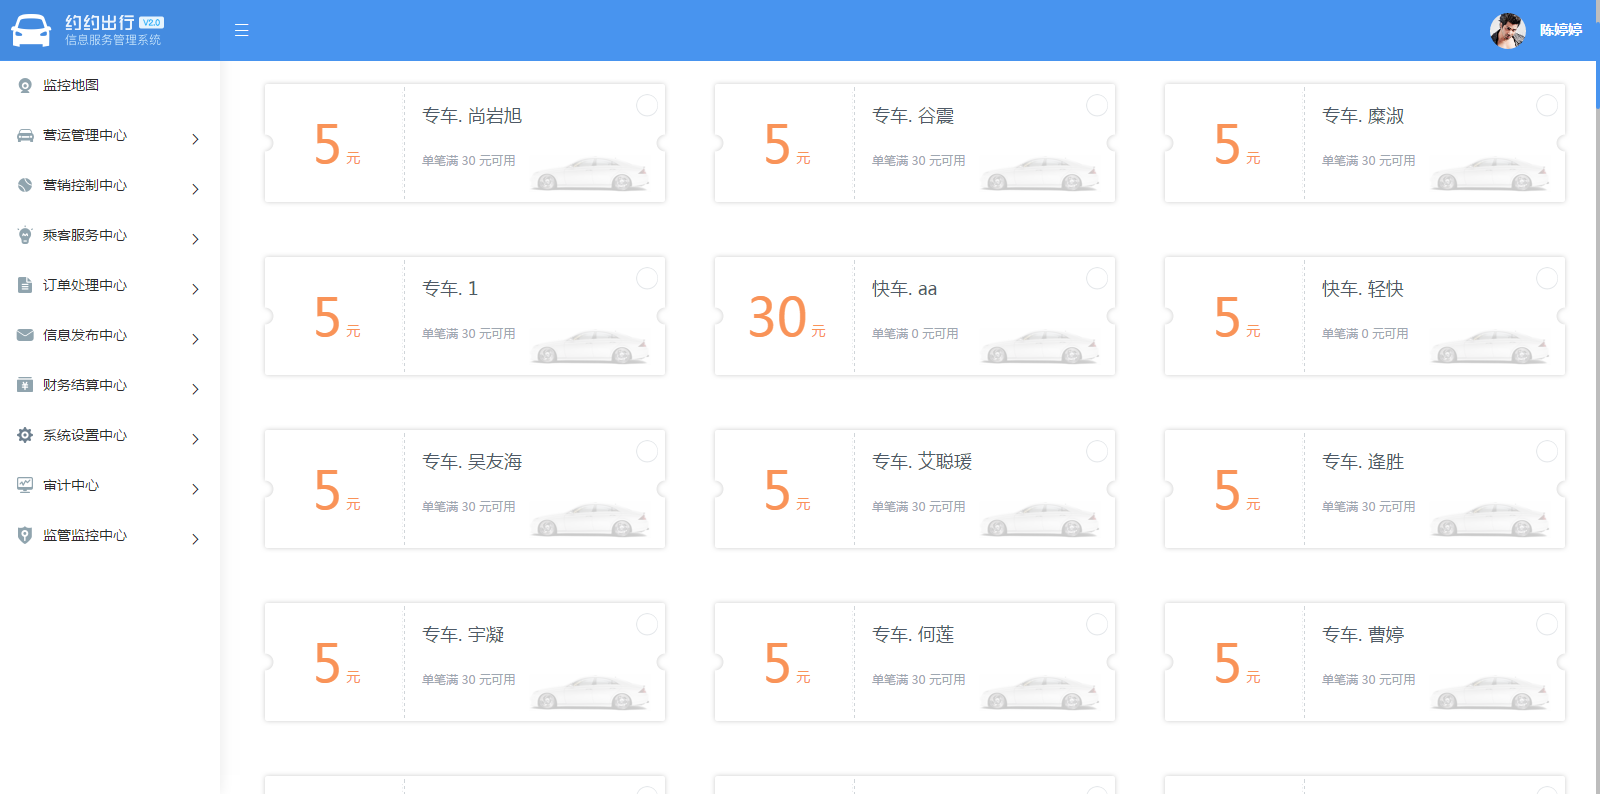 约约出行 V2.0
信息服务管理系统
陈婷婷
监控地图
营运管理中心
营销控制中心
乘客服务中心
订单处理中心
信息发布中心
财务结算中心
系统设置中心
审计中心
监管监控中心
5 元
专车. 尚岩旭
单笔满 30 元可用
5 元
专车. 谷震
单笔满 30 元可用
5 元
专车. 糜淑
单笔满 30 元可用
5 元
专车. 1
单笔满 30 元可用
30 元
快车. aa
单笔满 0 元可用
5 元
快车. 轻快
单笔满 0 元可用
5 元
专车. 吴友海
单笔满 30 元可用
5 元
专车. 艾聪瑗
单笔满 30 元可用
5 元
专车. 逄胜
单笔满 30 元可用
5 元
专车. 宇凝
单笔满 30 元可用
5 元
专车. 何莲
单笔满 30 元可用
5 元
专车. 曹婷
单笔满 30 元可用